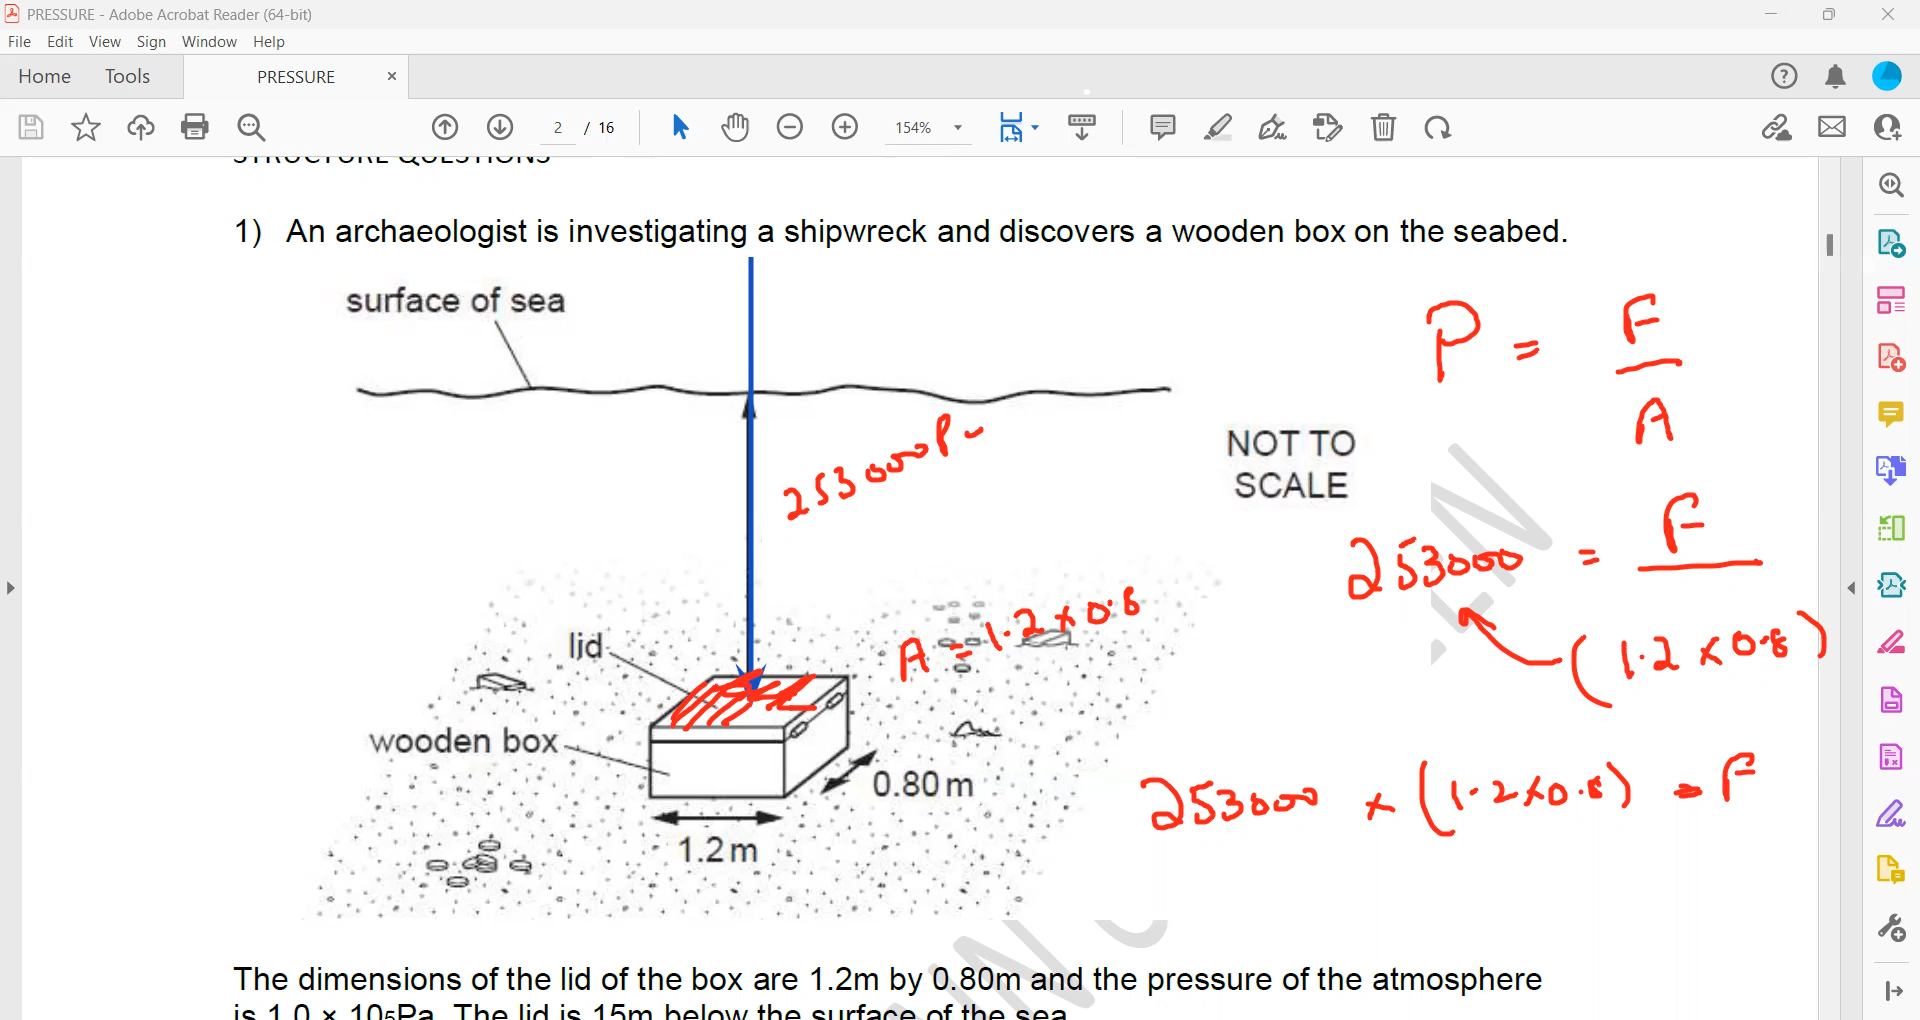 PRESSURE - Adobe Acrobat Reader (64-bit)
File Edit View Sign Window Help
Home Tools PRESSURE ×
2 / 16 154%
STRUCTURE QUESTIONS
1) An archaeologist is investigating a shipwreck and discovers a wooden box on the seabed.
surface of sea
P = F
A
253000P
NOT TO
SCALE
253000 = F
(1.2 x 0.8)
A = 1.2 x 0.8
lid
wooden box
0.80 m
1.2 m
253000 x (1.2 x 0.8) = F
The dimensions of the lid of the box are 1.2m by 0.80m and the pressure of the atmosphere
is 1.0 × 105Pa. The lid is 15m below the surface of the sea.